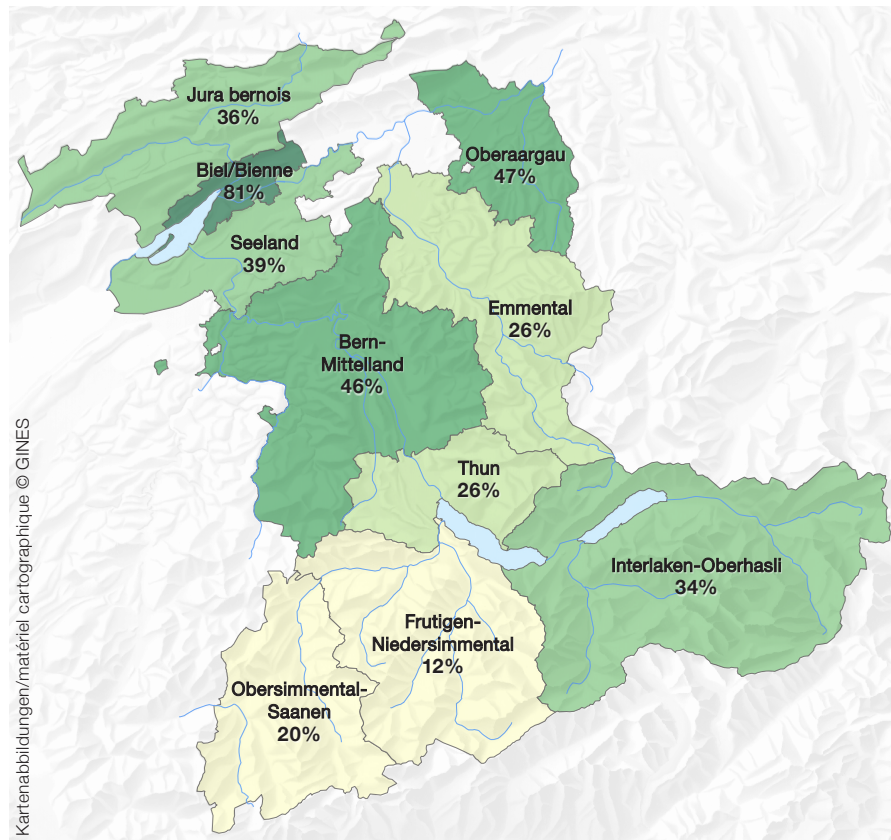 Jura bernois
36%
Biel/Bienne
81%
Oberaargau
47%
Seeland
39%
Emmental
26%
Bern-
Mittelland
46%
Thun
26%
Interlaken-Oberhasli
34%
Frutigen-
Niedersimmental
12%
Obersimmental-
Saanen
20%
Kartenabbildungen/matériel cartographique © GINES